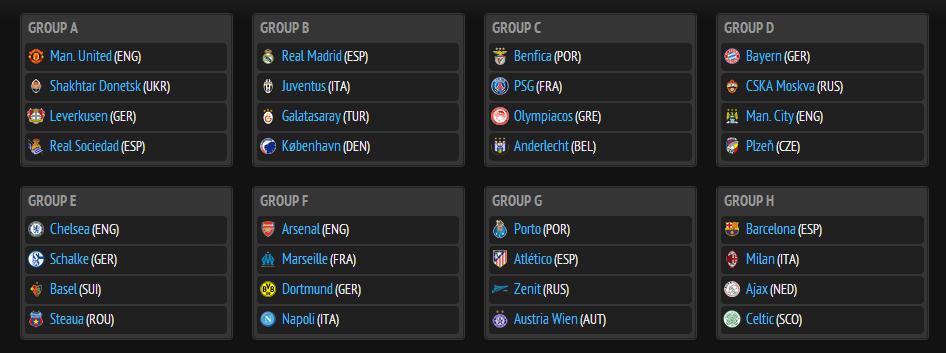 GROUP A
Man. United (ENG)
Shakhtar Donetsk (UKR)
Leverkusen (GER)
Real Sociedad (ESP)
GROUP B
Real Madrid (ESP)
Juventus (ITA)
Galatasaray (TUR)
København (DEN)
GROUP C
Benfica (POR)
PSG (FRA)
Olympiacos (GRE)
Anderlecht (BEL)
GROUP D
Bayern (GER)
CSKA Moskva (RUS)
Man. City (ENG)
Plzeň (CZE)
GROUP E
Chelsea (ENG)
Schalke (GER)
Basel (SUI)
Steaua (ROU)
GROUP F
Arsenal (ENG)
Marseille (FRA)
Dortmund (GER)
Napoli (ITA)
GROUP G
Porto (POR)
Atlético (ESP)
Zenit (RUS)
Austria Wien (AUT)
GROUP H
Barcelona (ESP)
Milan (ITA)
Ajax (NED)
Celtic (SCO)